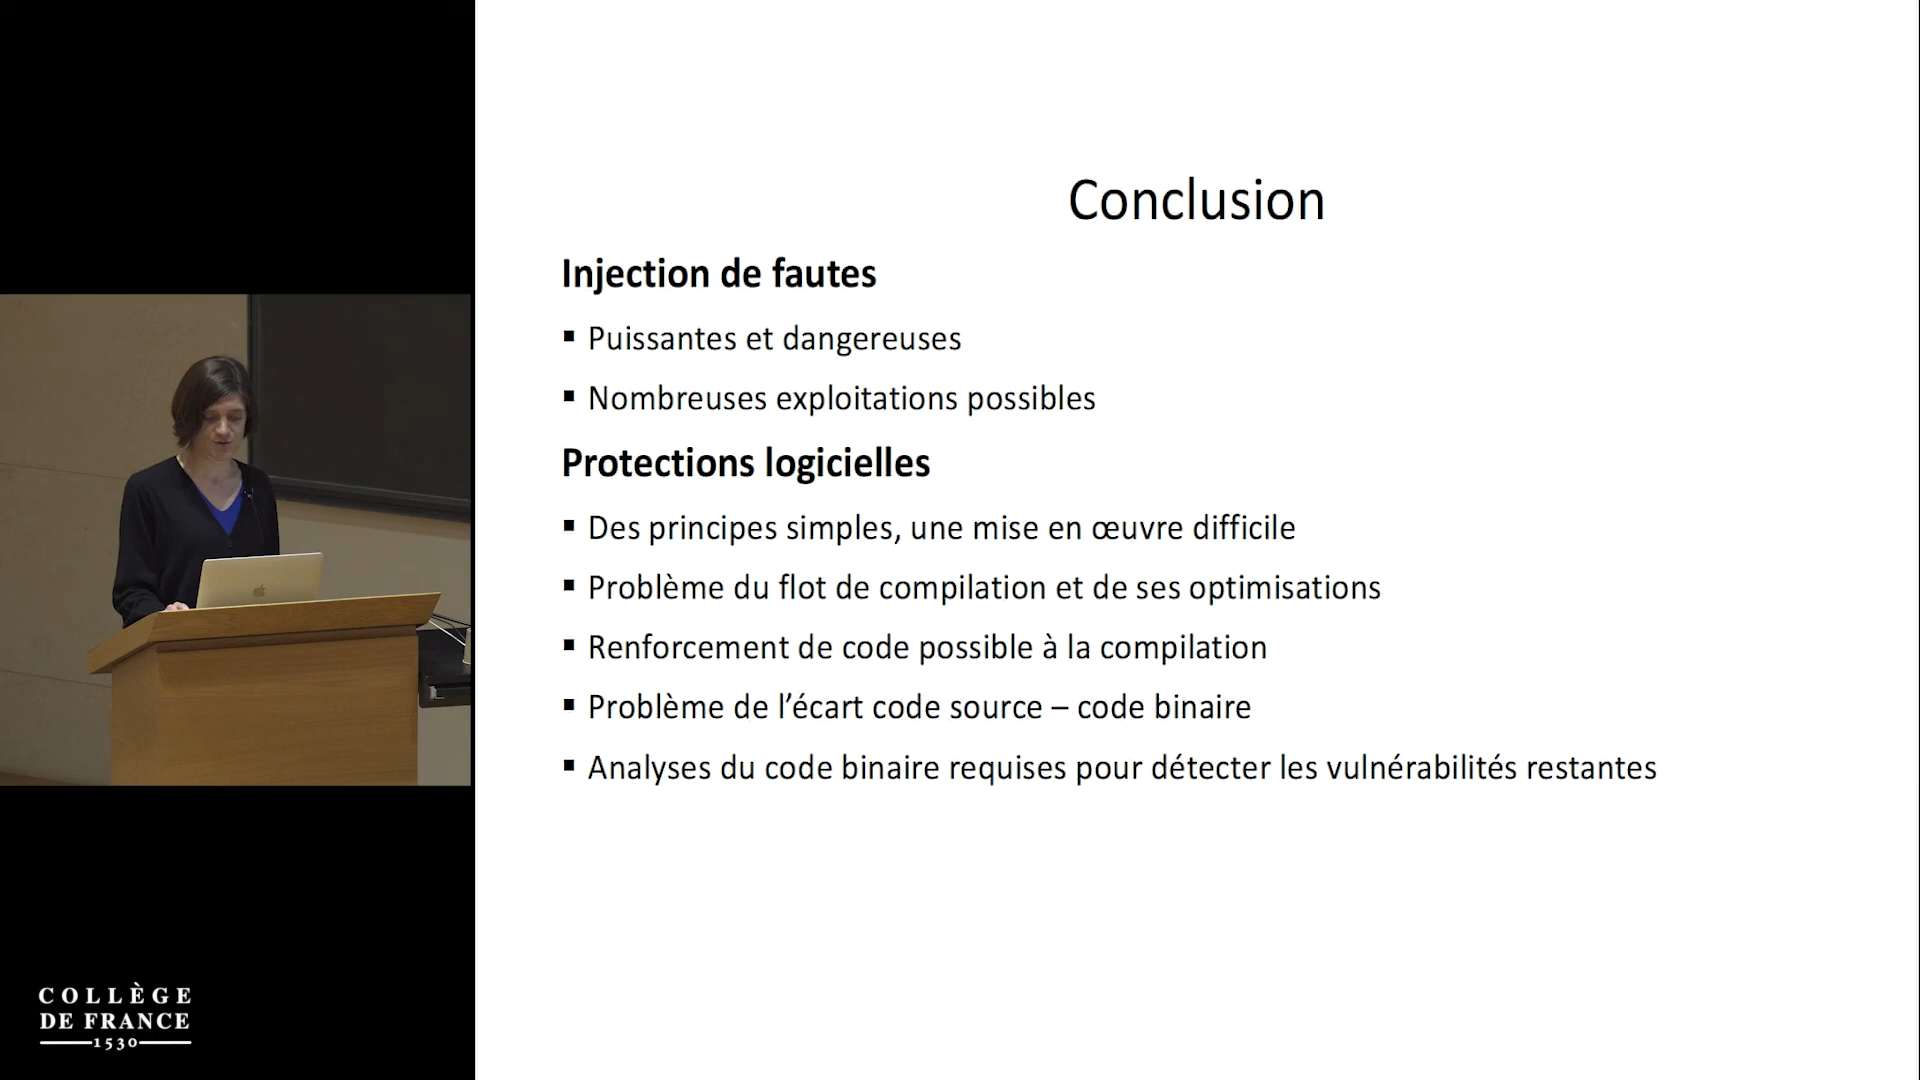 Conclusion
Injection de fautes
▪ Puissantes et dangereuses
▪ Nombreuses exploitations possibles
Protections logicielles
▪ Des principes simples, une mise en œuvre difficile
▪ Problème du flot de compilation et de ses optimisations
▪ Renforcement de code possible à la compilation
▪ Problème de l’écart code source – code binaire
▪ Analyses du code binaire requises pour détecter les vulnérabilités restantes
COLLÈGE
DE FRANCE
1530